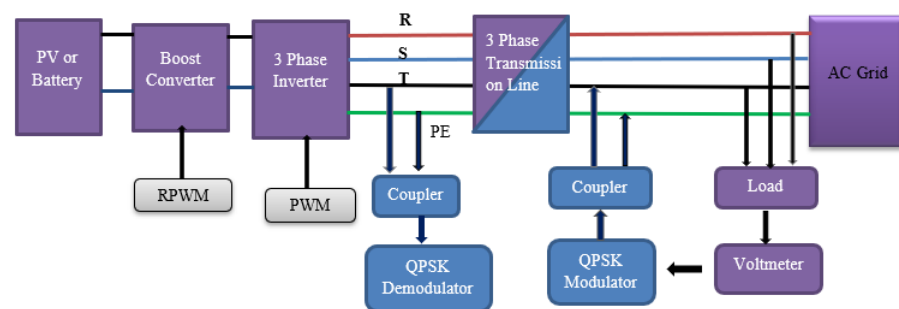 PV or
Battery
Boost
Converter
3 Phase
Inverter
R
S
T
PE
3 Phase
Transmissi
on Line
AC Grid
RPWM
PWM
Coupler
QPSK
Demodulator
Coupler
QPSK
Modulator
Load
Voltmeter